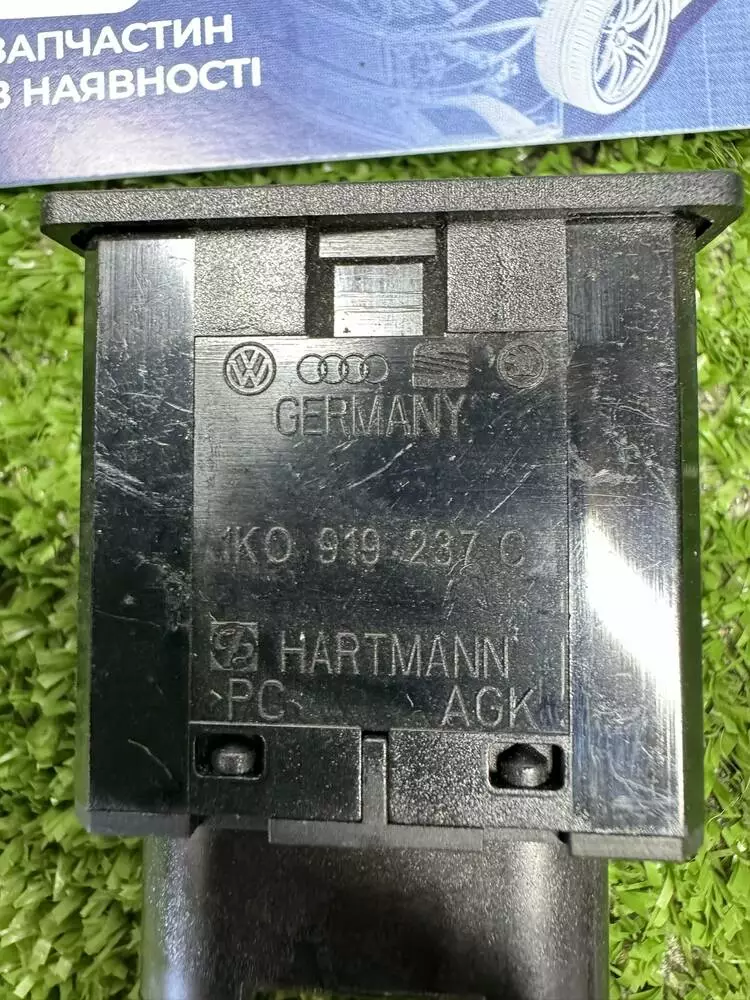 ЗАПЧАСТИН
В НАЯВНОСТІ
GERMANY
1K0 919 237 C
HARTMANN
>PC< AGK